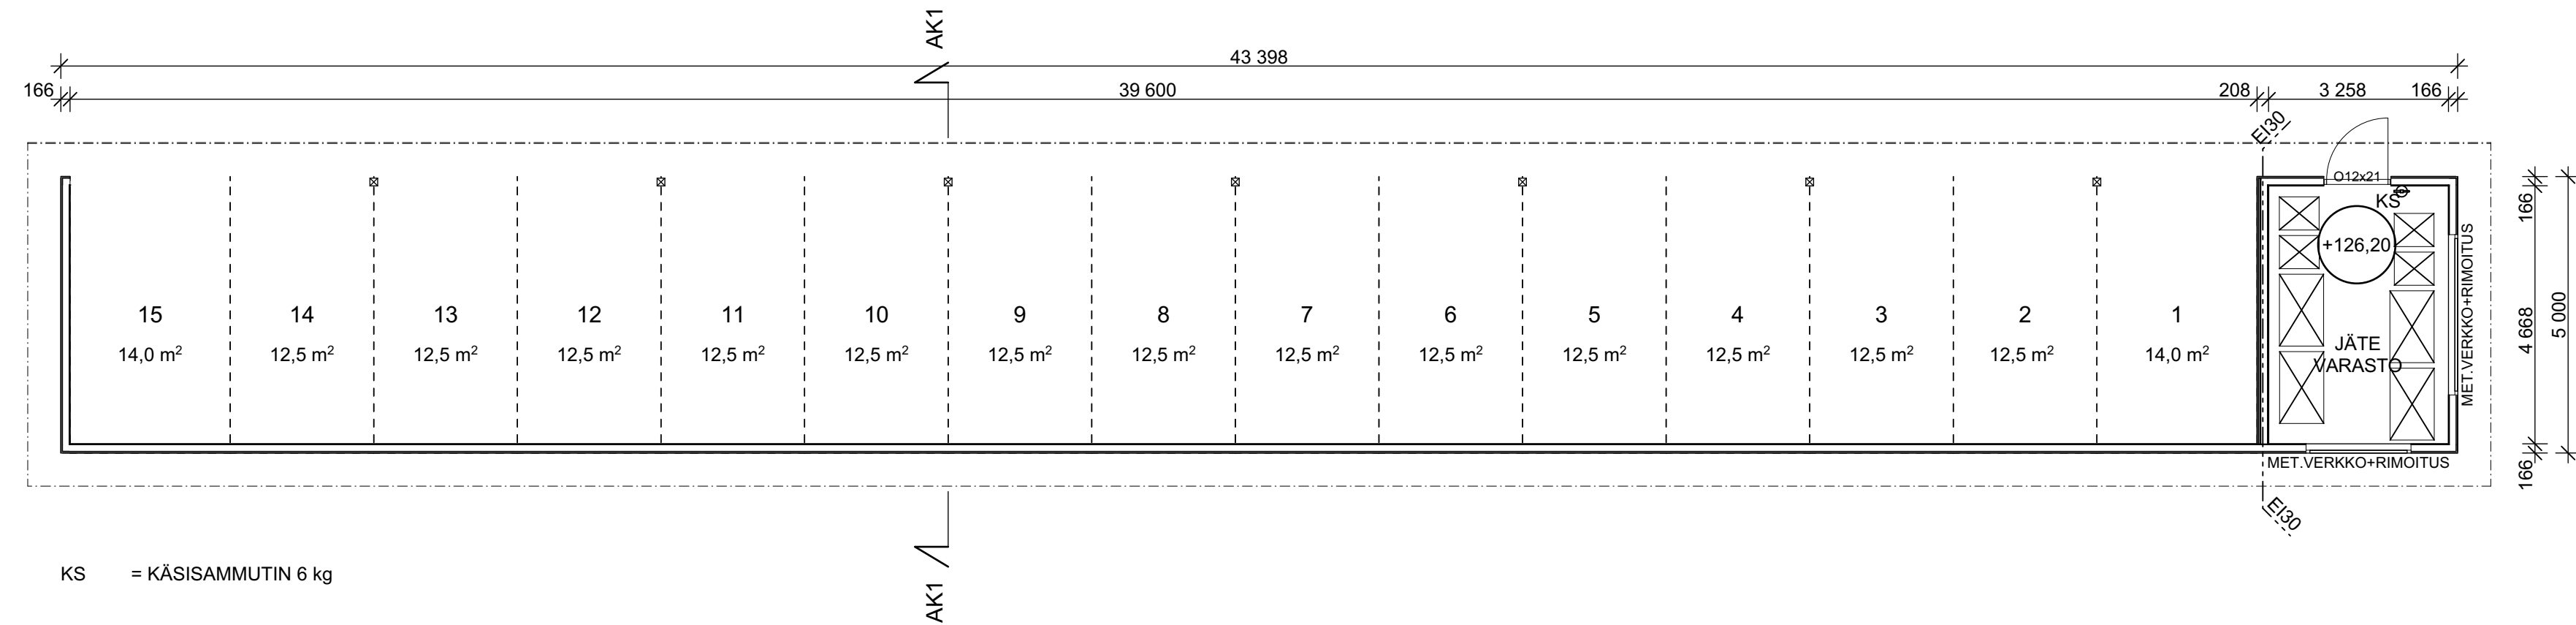 AK1
43 398
166
39 600
208
3 258
166
EI30
O12x21
KS
+126,20
166
MET.VERKKO+RIMOITUS
4 668
5 000
15
14
13
12
11
10
9
8
7
6
5
4
3
2
1
14,0 m²
12,5 m²
12,5 m²
12,5 m²
12,5 m²
12,5 m²
12,5 m²
12,5 m²
12,5 m²
12,5 m²
12,5 m²
12,5 m²
12,5 m²
12,5 m²
14,0 m²
JÄTE
VARASTO
MET.VERKKO+RIMOITUS
166
EI30
KS = KÄSISAMMUTIN 6 kg
AK1